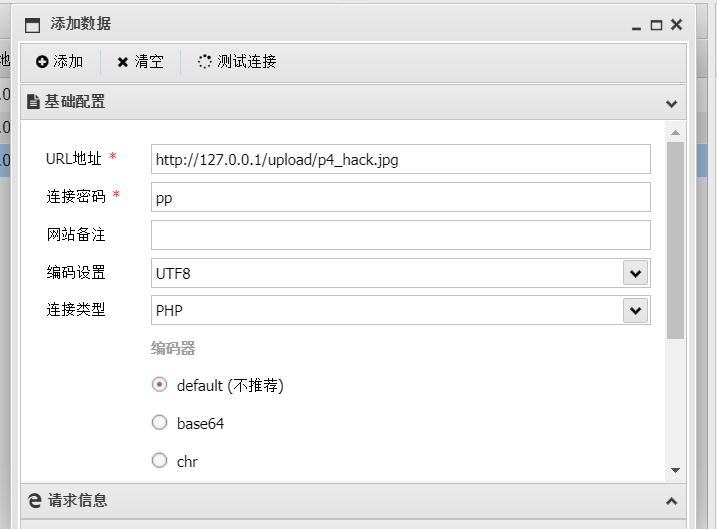 添加数据
添加 清空 测试连接
基础配置
URL地址 * http://127.0.0.1/upload/p4_hack.jpg
连接密码 * pp
网站备注
编码设置 UTF8
连接类型 PHP
编码器
default (不推荐)
base64
chr
请求信息